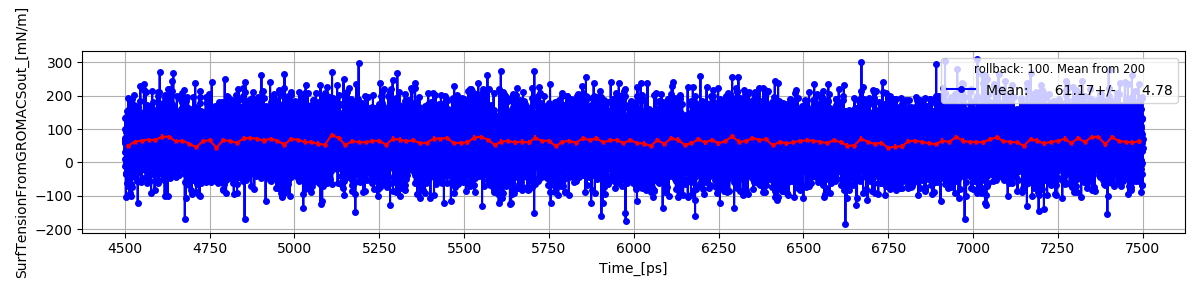 SurfTensionFromGROMACSout_[mN/m]
300
200
100
0
−100
−200
rollback: 100. Mean from 200
Mean: 61.17+/- 4.78
4500 4750 5000 5250 5500 5750 6000 6250 6500 6750 7000 7250 7500
Time_[ps]